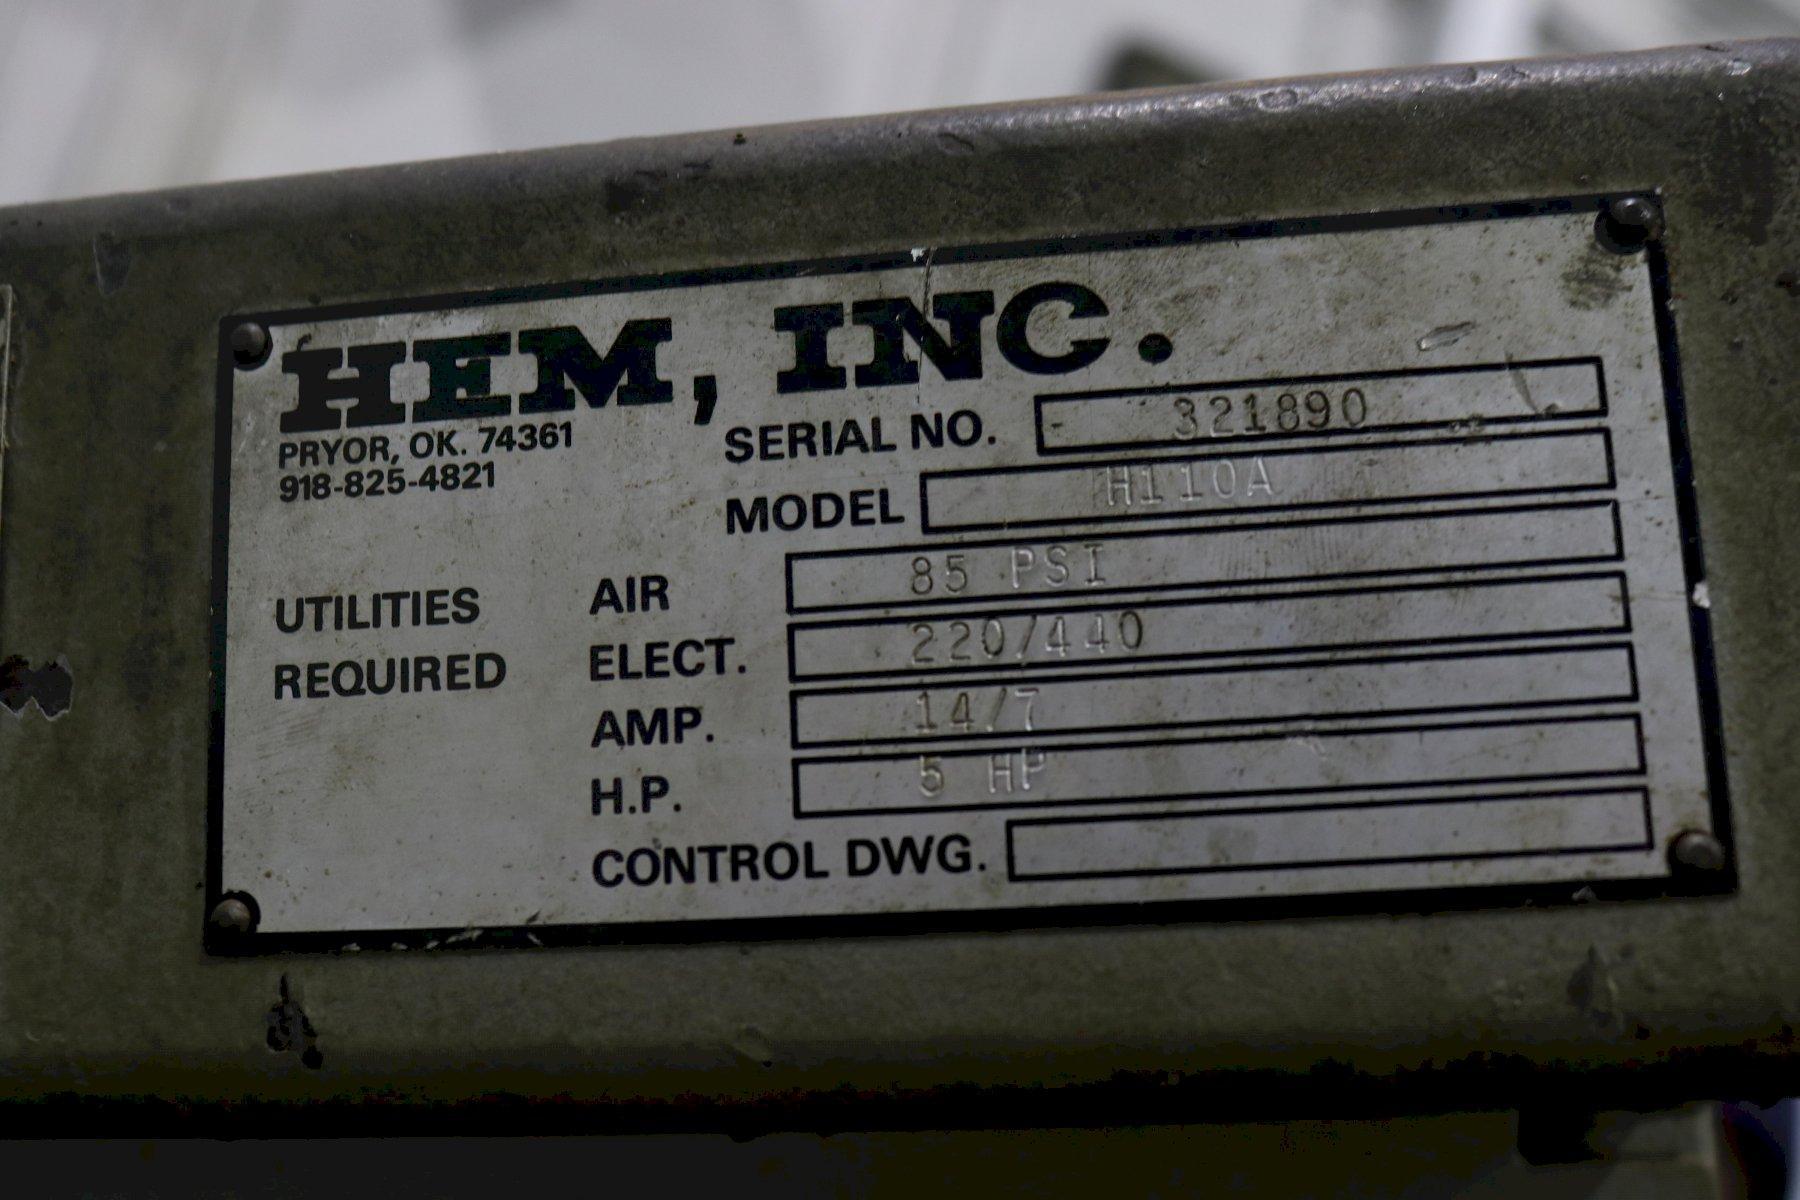 HEM, INC.
PRYOR, OK. 74361
918-825-4821
SERIAL NO. 321890
MODEL H110A
UTILITIES REQUIRED
AIR 85 PSI
ELECT. 220/440
AMP. 14/7
H.P. 5 HP
CONTROL DWG.